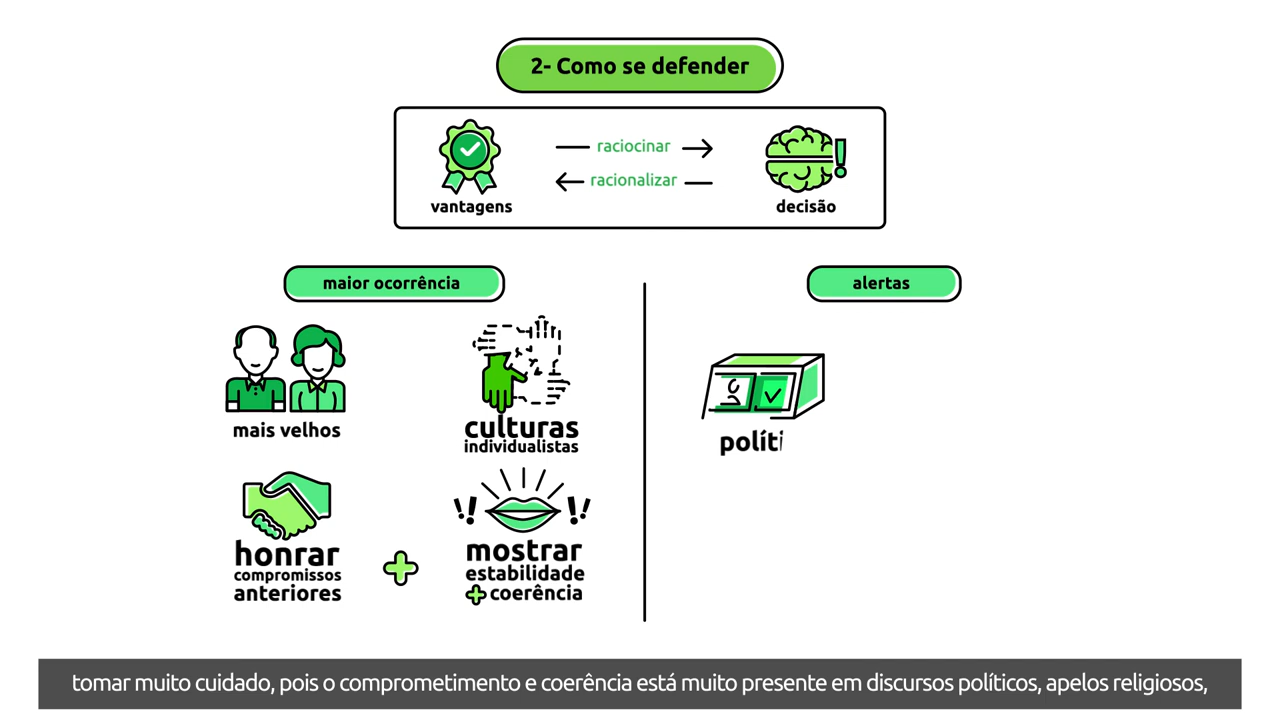 2- Como se defender
raciocinar
racionalizar
vantagens
decisão
maior ocorrência
alertas
mais velhos
culturas
individualistas
políti
honrar
compromissos
anteriores
mostrar
estabilidade
coerência
tomar muito cuidado, pois o comprometimento e coerência está muito presente em discursos políticos, apelos religiosos,